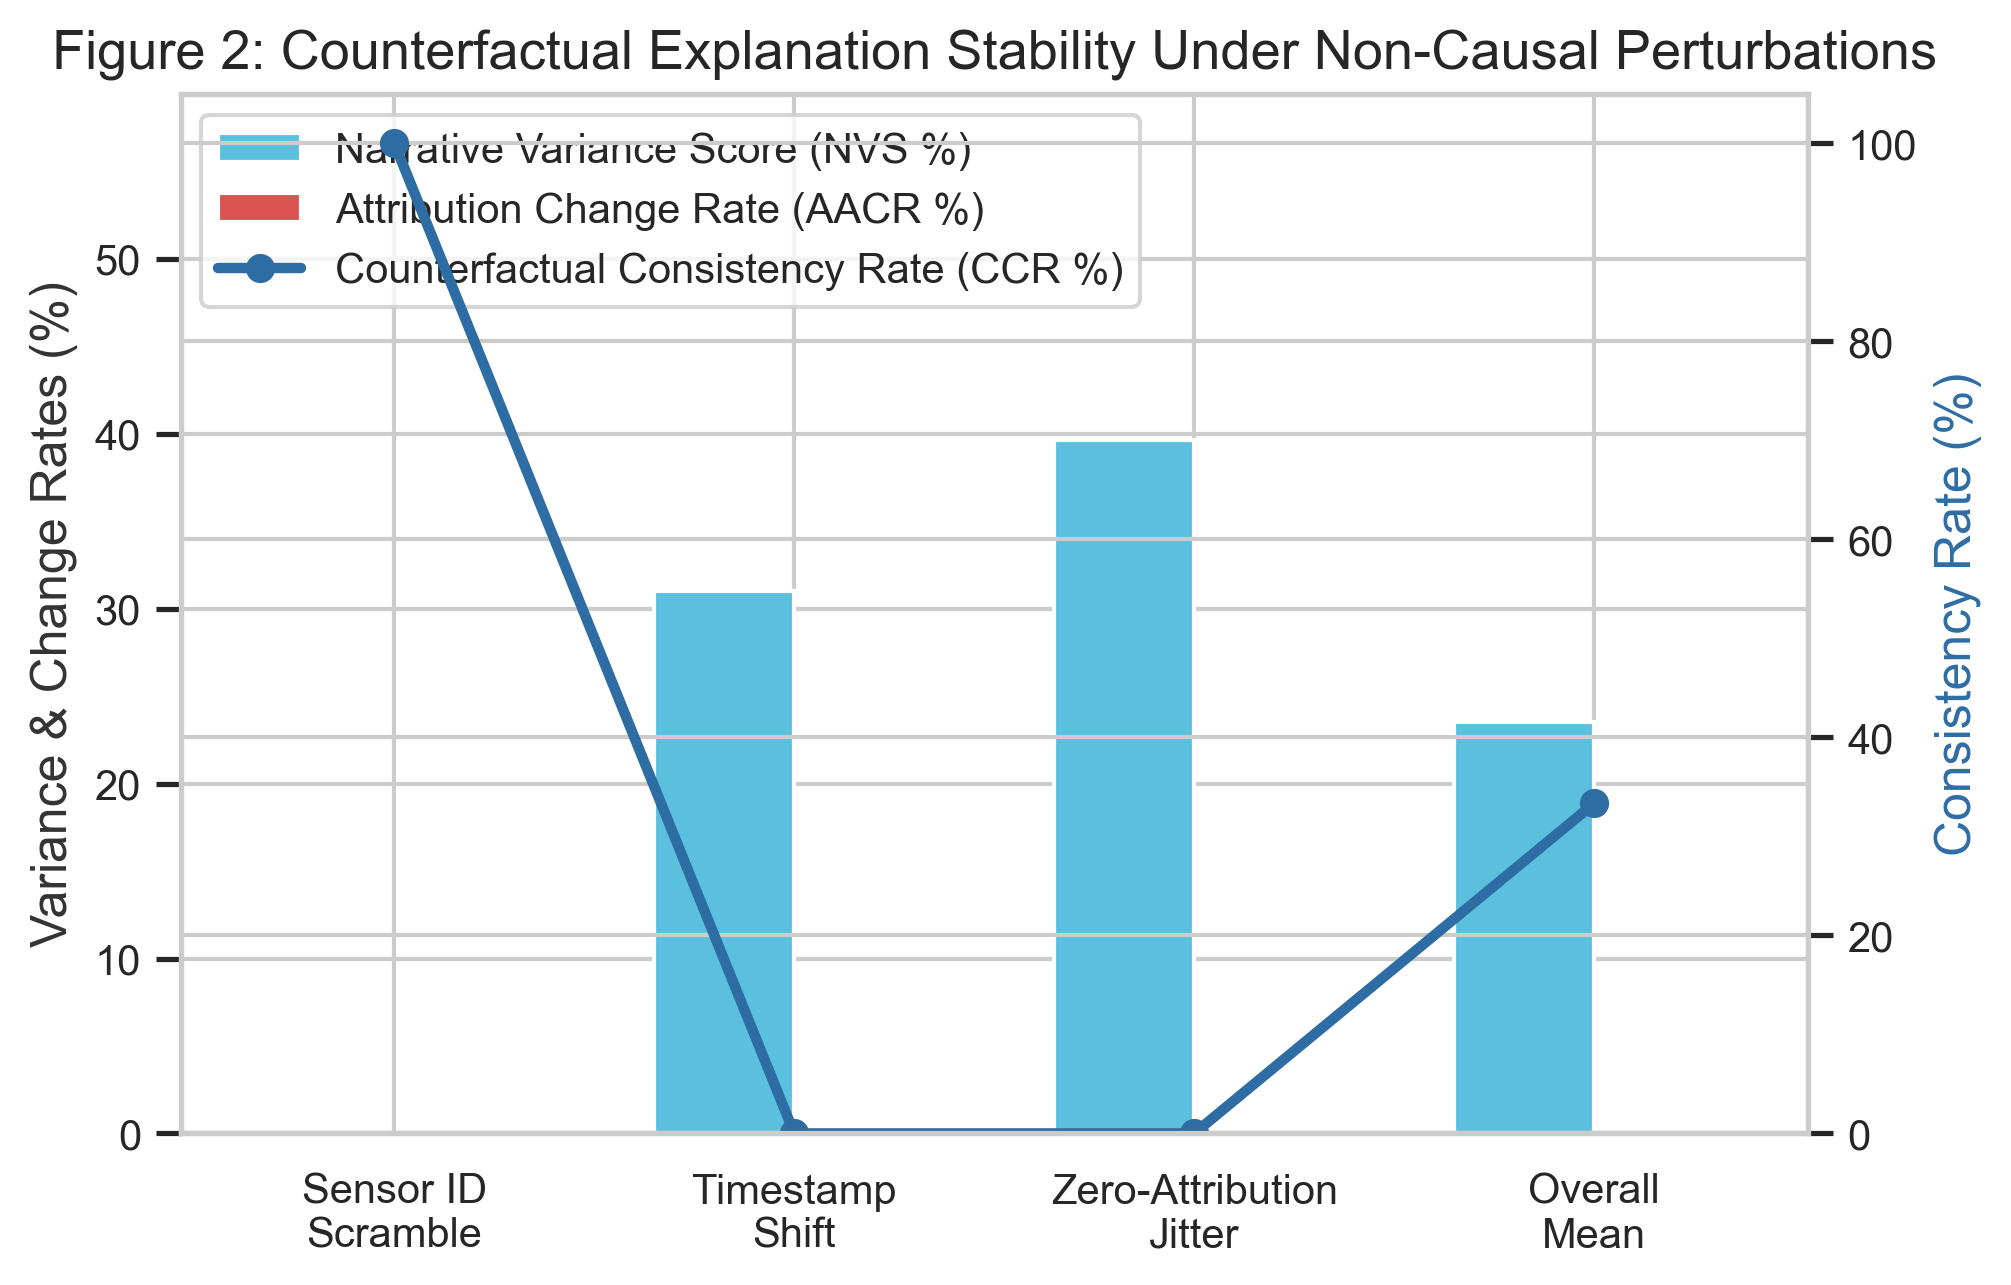 Figure 2: Counterfactual Explanation Stability Under Non-Causal Perturbations
Narrative Variance Score (NVS %)
Attribution Change Rate (AACR %)
Counterfactual Consistency Rate (CCR %)
Variance & Change Rates (%)
50
40
30
20
10
0
100
80
60
40
20
0
Consistency Rate (%)
Sensor ID
Scramble
Timestamp
Shift
Zero-Attribution
Jitter
Overall
Mean